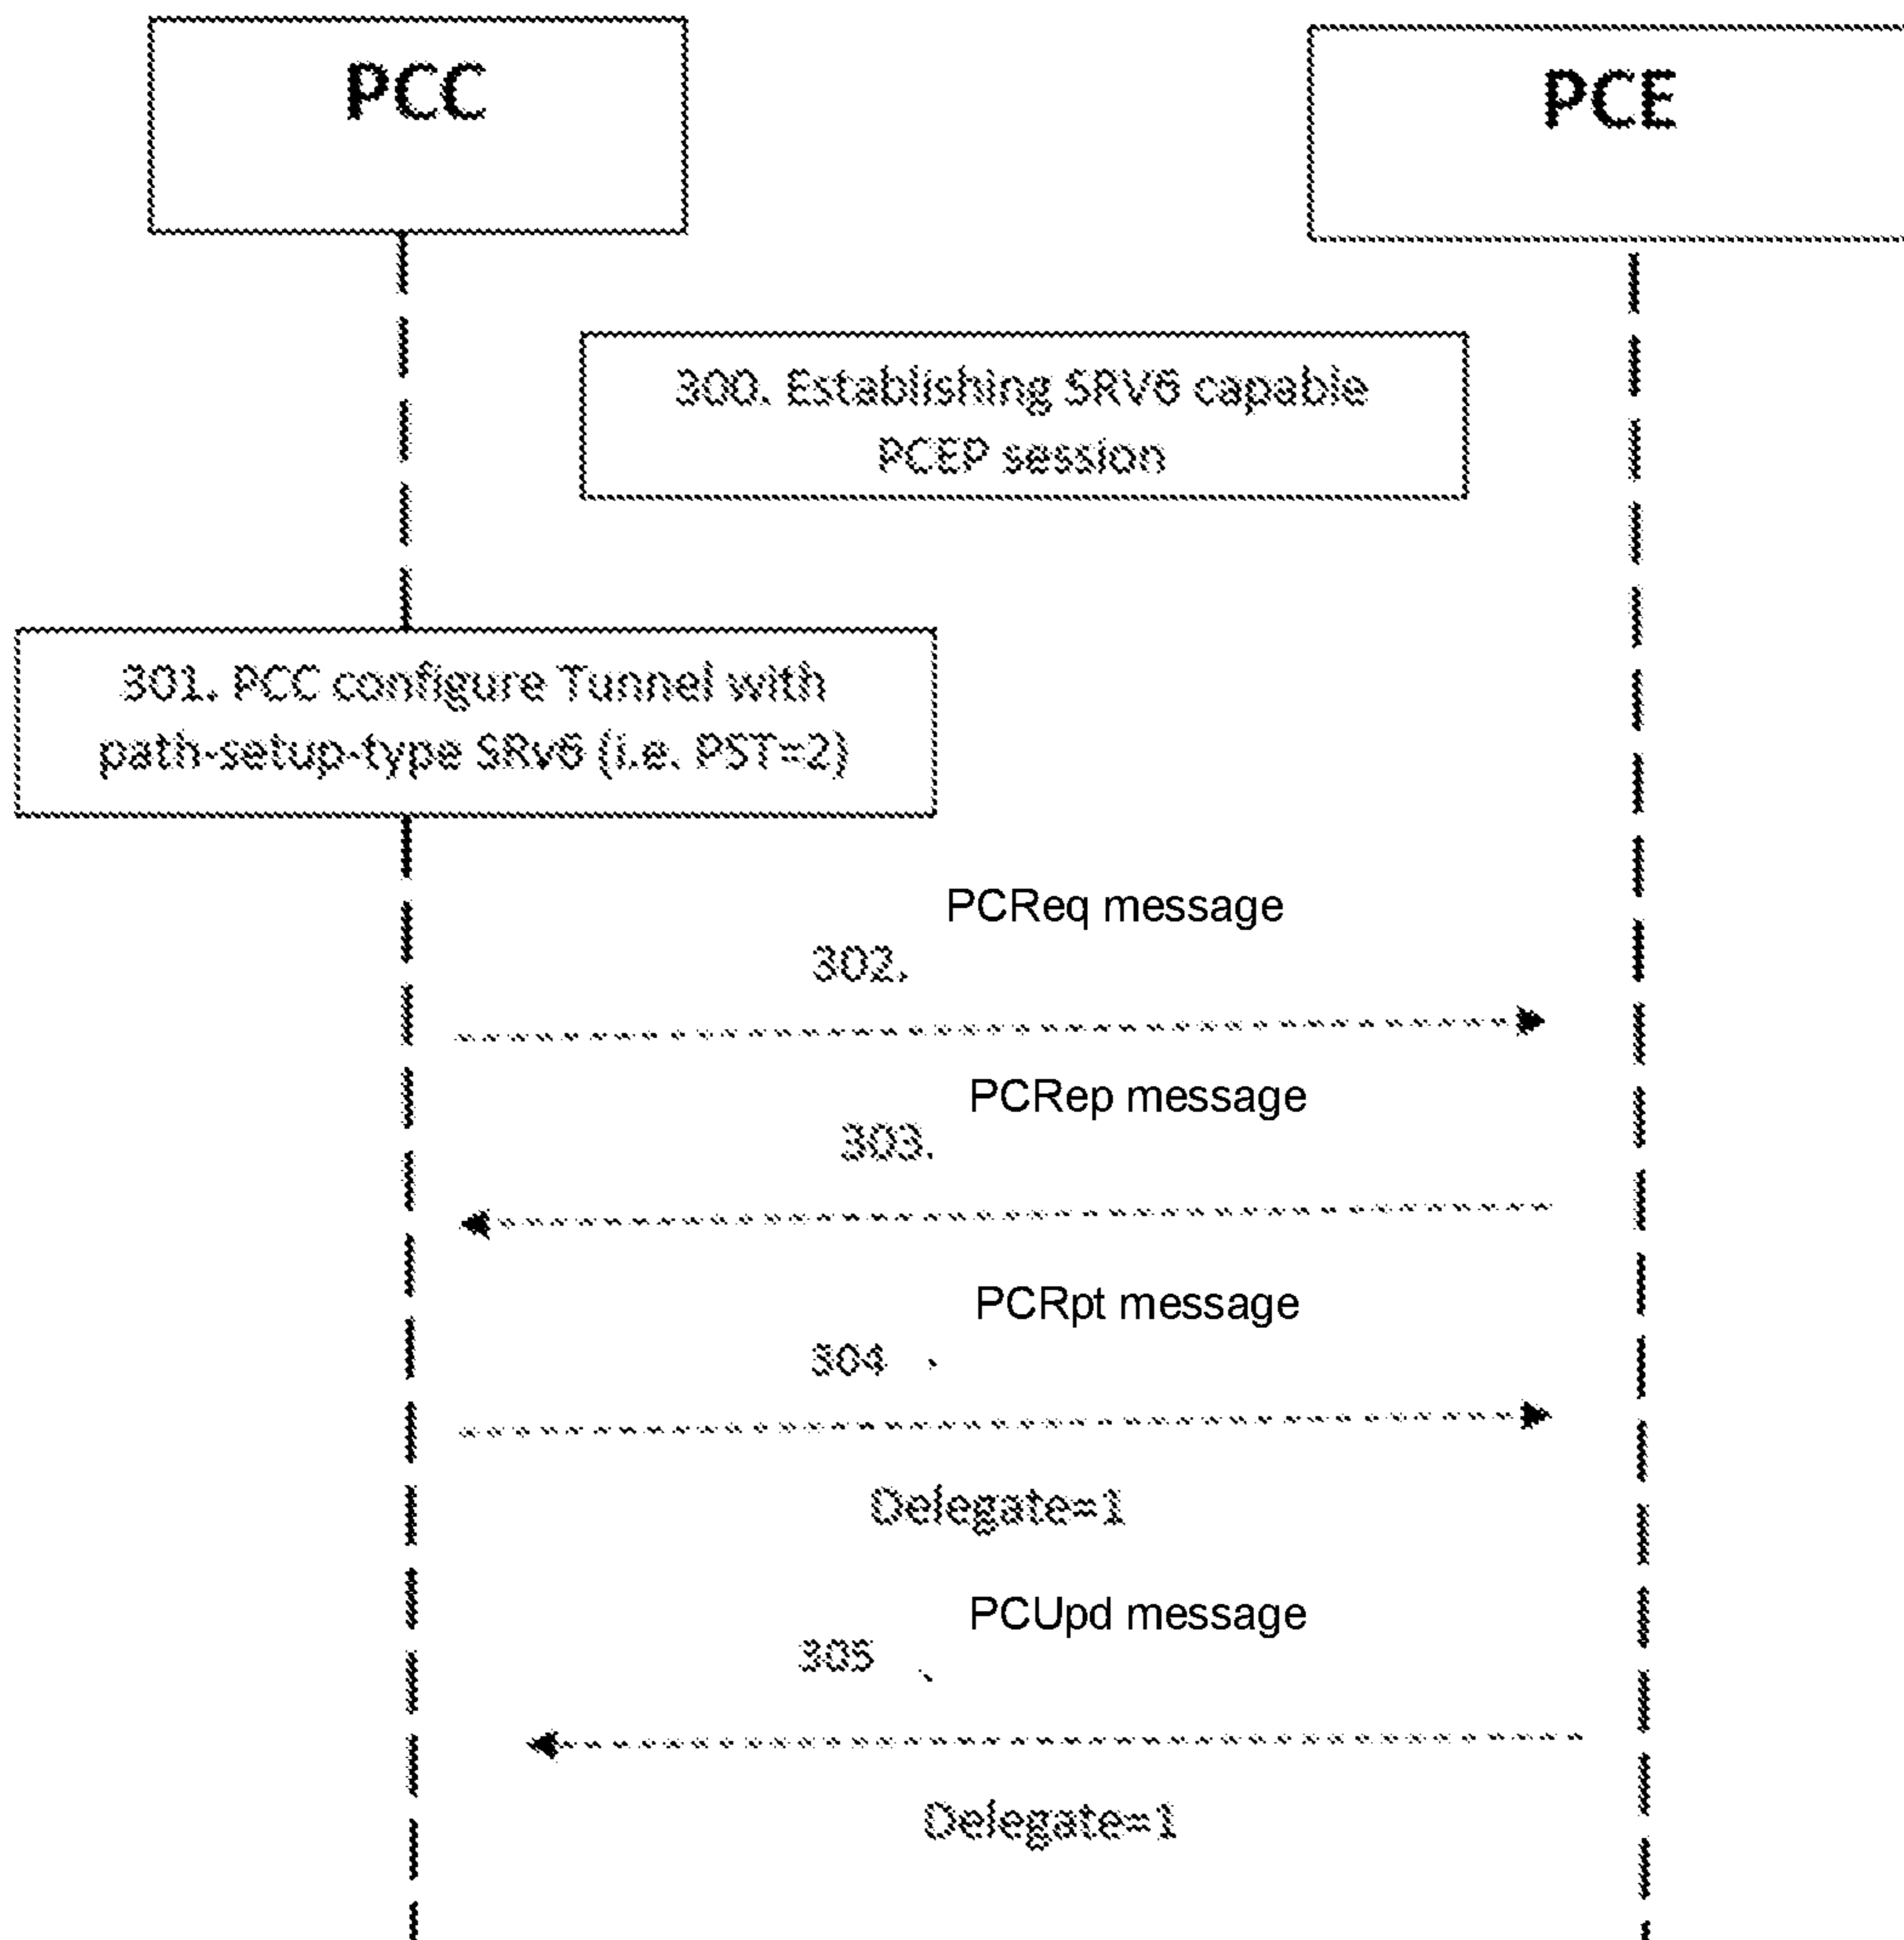 PCC
PCE
300. Establishing SRV6 capable
PCEP session
301. PCC configure Tunnel with
path-setup-type SRv6 (i.e. PST=2)
PCReq message
302.
PCRep message
303.
PCRpt message
304 .
Delegate=1
PCUpd message
305 .
Delegate=1